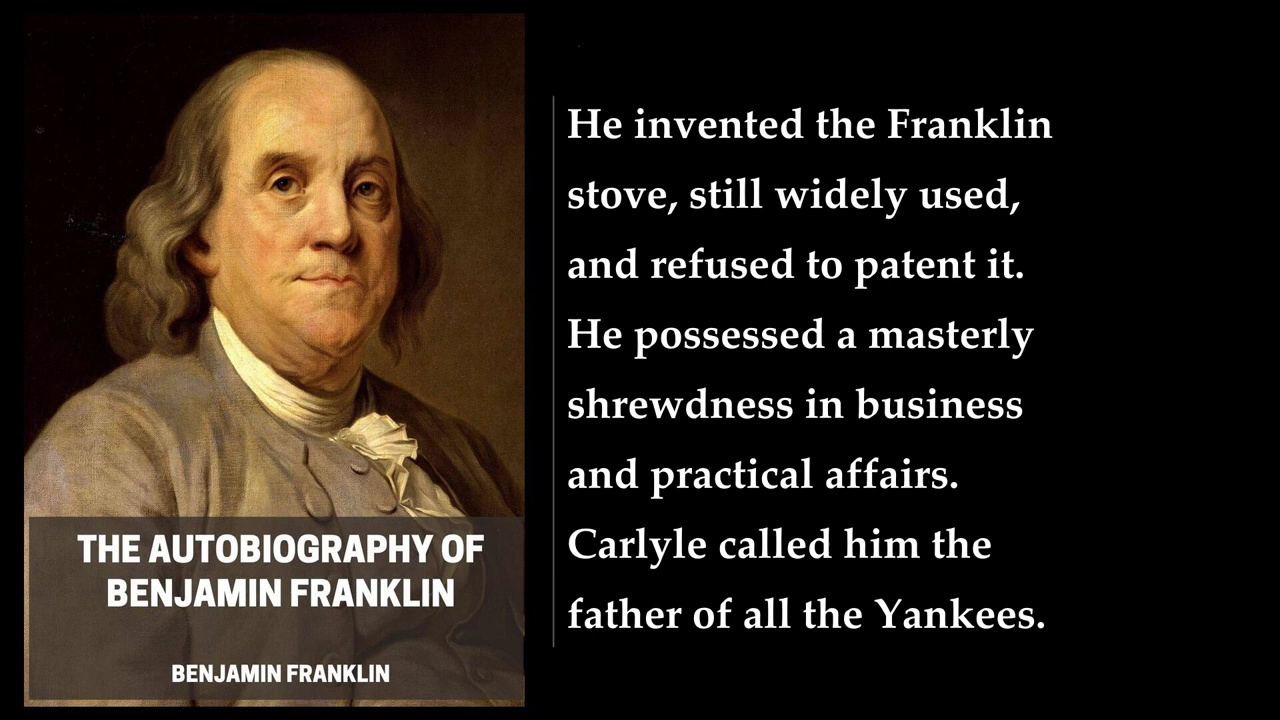 THE AUTOBIOGRAPHY OF
BENJAMIN FRANKLIN
BENJAMIN FRANKLIN
He invented the Franklin
stove, still widely used,
and refused to patent it.
He possessed a masterly
shrewdness in business
and practical affairs.
Carlyle called him the
father of all the Yankees.